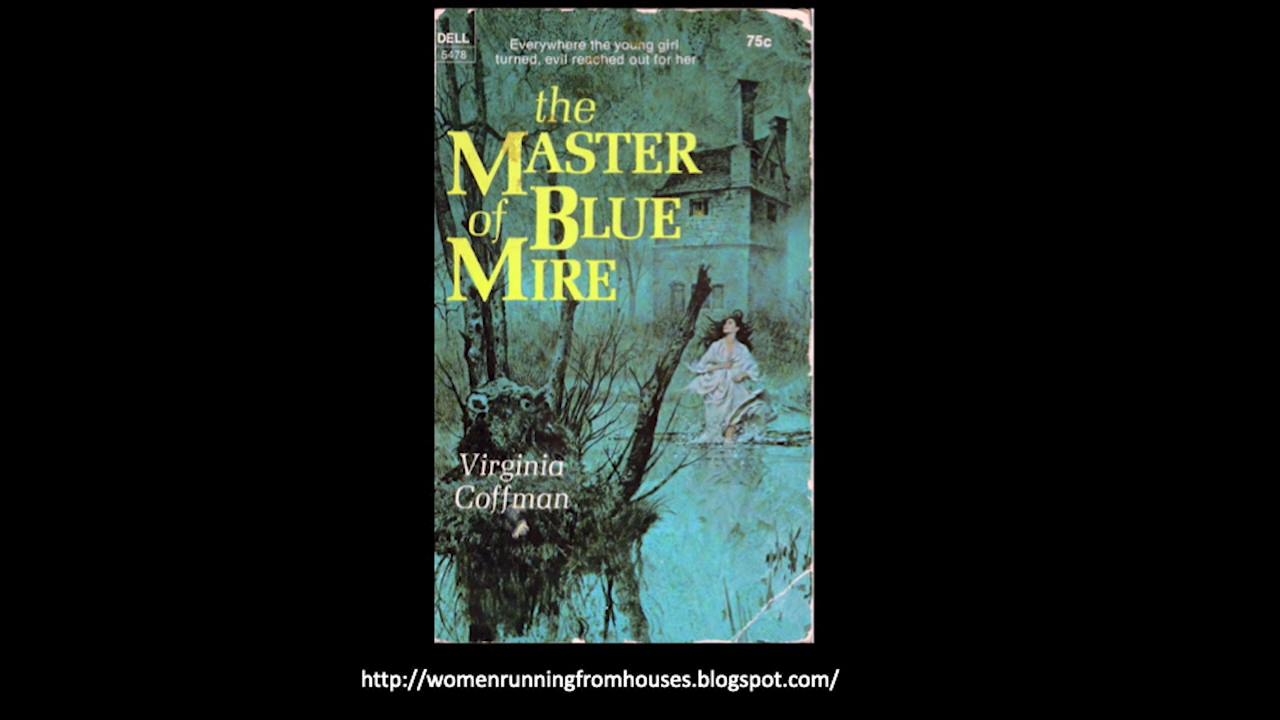 DELL
5478
Everywhere the young girl
turned, evil reached out for her
75c
the
MASTER
of BLUE
MIRE
Virginia
Coffman
http://womenrunningfromhouses.blogspot.com/